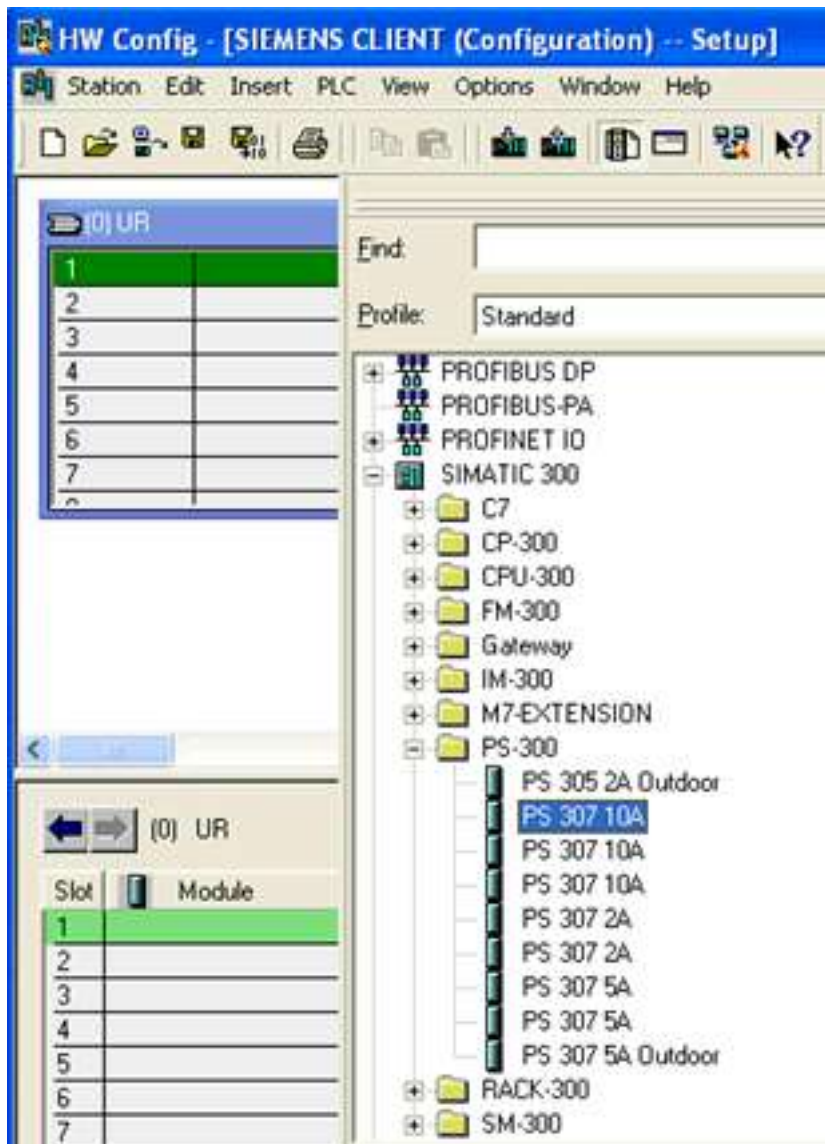 HW Config - [SIEMENS CLIENT (Configuration) -- Setup]
Station Edit Insert PLC View Options Window Help
(0) UR
1
2
3
4
5
6
7
Find:
Profile: Standard
PROFIBUS DP
PROFIBUS-PA
PROFINET IO
SIMATIC 300
C7
CP-300
CPU-300
FM-300
Gateway
IM-300
M7-EXTENSION
PS-300
PS 305 2A Outdoor
PS 307 10A
PS 307 10A
PS 307 10A
PS 307 2A
PS 307 2A
PS 307 5A
PS 307 5A
PS 307 5A Outdoor
RACK-300
SM-300
(0) UR
Slot Module
1
2
3
4
5
6
7